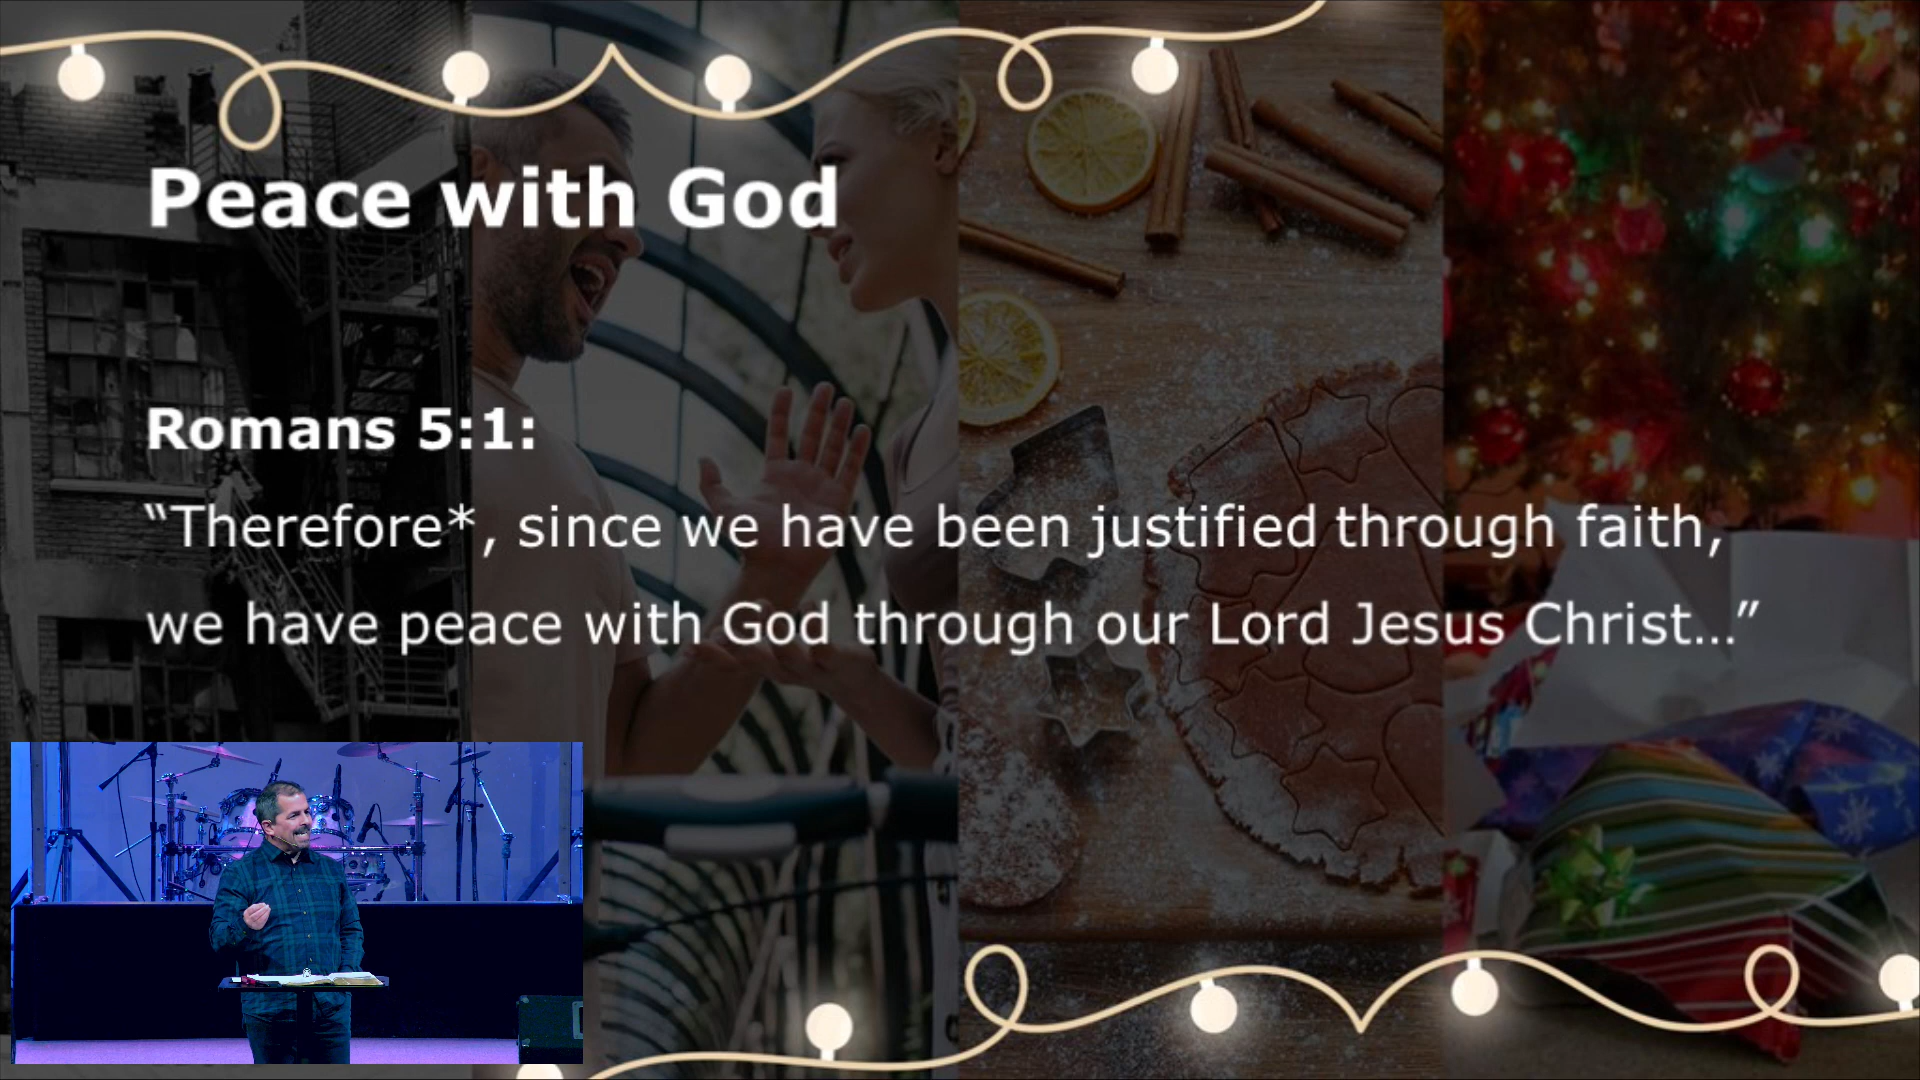 Peace with God
Romans 5:1:
“Therefore*, since we have been justified through faith,
we have peace with God through our Lord Jesus Christ...”